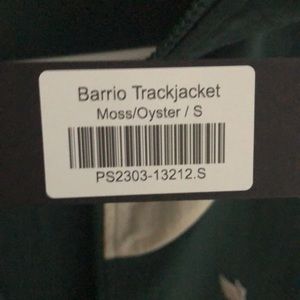 Barrio Trackjacket
Moss/Oyster / S
PS2303-13212.S